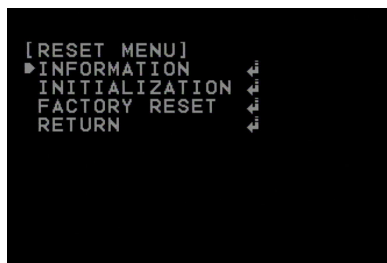 [RESET MENU]
INFORMATION
INITIALIZATION
FACTORY RESET
RETURN